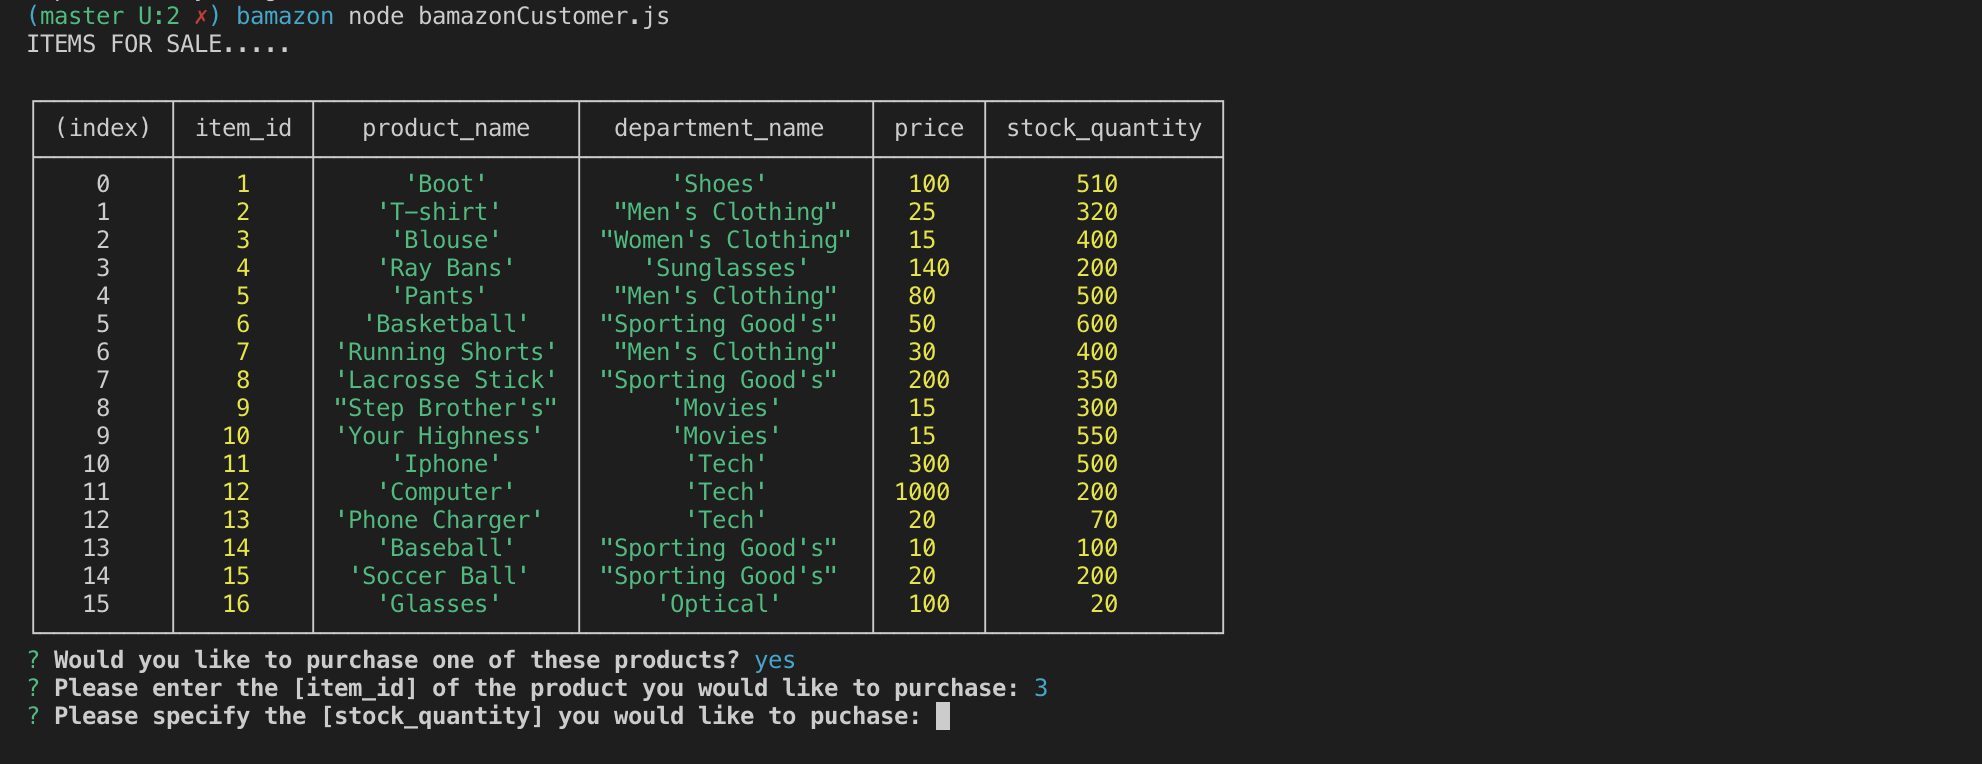 (master U:2 ✗) bamazon node bamazonCustomer.js
ITEMS FOR SALE.....
(index) item_id product_name department_name price stock_quantity
0 1 'Boot' 'Shoes' 100 510
1 2 'T-shirt' "Men's Clothing" 25 320
2 3 'Blouse' "Women's Clothing" 15 400
3 4 'Ray Bans' 'Sunglasses' 140 200
4 5 'Pants' "Men's Clothing" 80 500
5 6 'Basketball' "Sporting Good's" 50 600
6 7 'Running Shorts' "Men's Clothing" 30 400
7 8 'Lacrosse Stick' "Sporting Good's" 200 350
8 9 "Step Brother's" 'Movies' 15 300
9 10 'Your Highness' 'Movies' 15 550
10 11 'Iphone' 'Tech' 300 500
11 12 'Computer' 'Tech' 1000 200
12 13 'Phone Charger' 'Tech' 20 70
13 14 'Baseball' "Sporting Good's" 10 100
14 15 'Soccer Ball' "Sporting Good's" 20 200
15 16 'Glasses' 'Optical' 100 20
? Would you like to purchase one of these products? yes
? Please enter the [item_id] of the product you would like to purchase: 3
? Please specify the [stock_quantity] you would like to puchase: